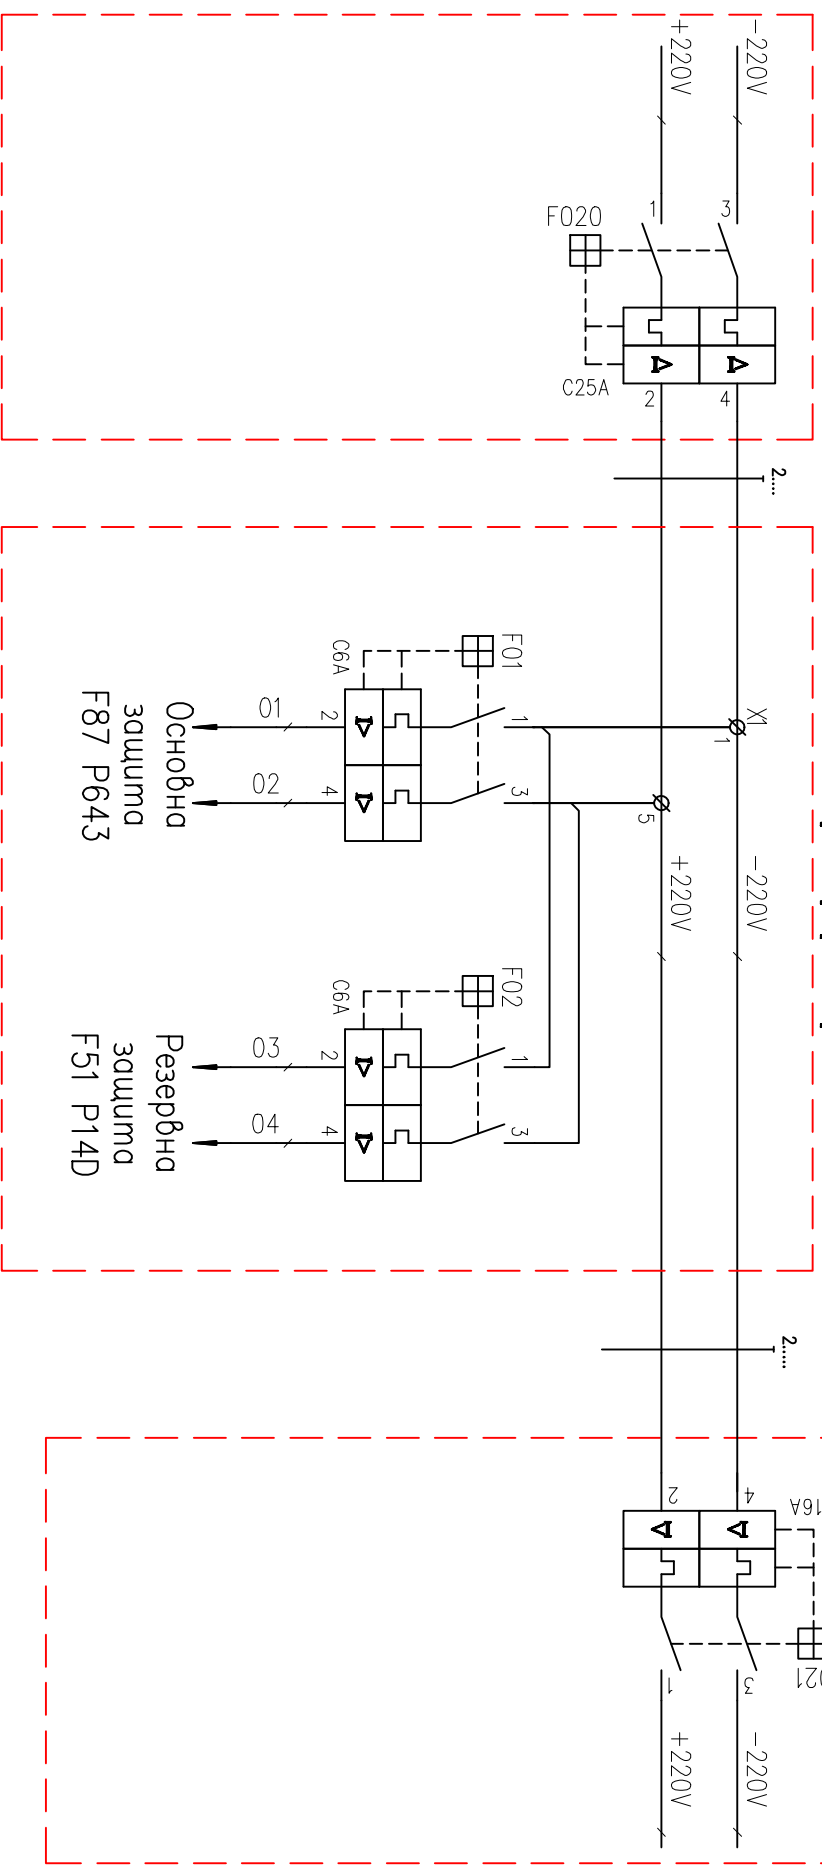 -220V
+220V
F020
1
3
C25A
2
4
2....
X1
1
5
-220V
+220V
F01
1
3
C6A
2
4
01
02
Основна
защита
F87 P643
F02
1
3
C6A
2
4
03
04
Резервна
защита
F51 P14D
2.....
2
4
16A
021
1
3
-220V
+220V